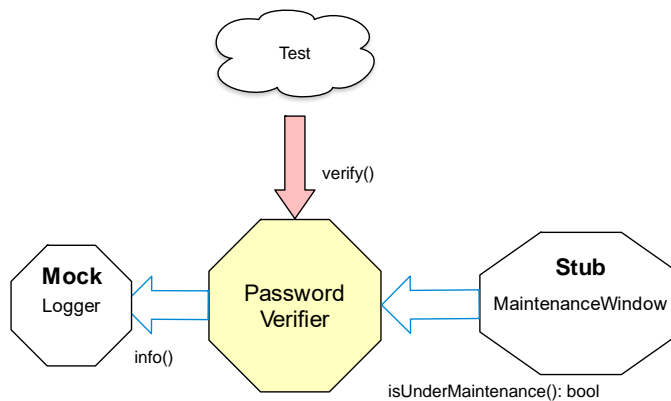 Test
verify()
Mock
Logger
info()
Password
Verifier
Stub
MaintenanceWindow
isUnderMaintenance(): bool